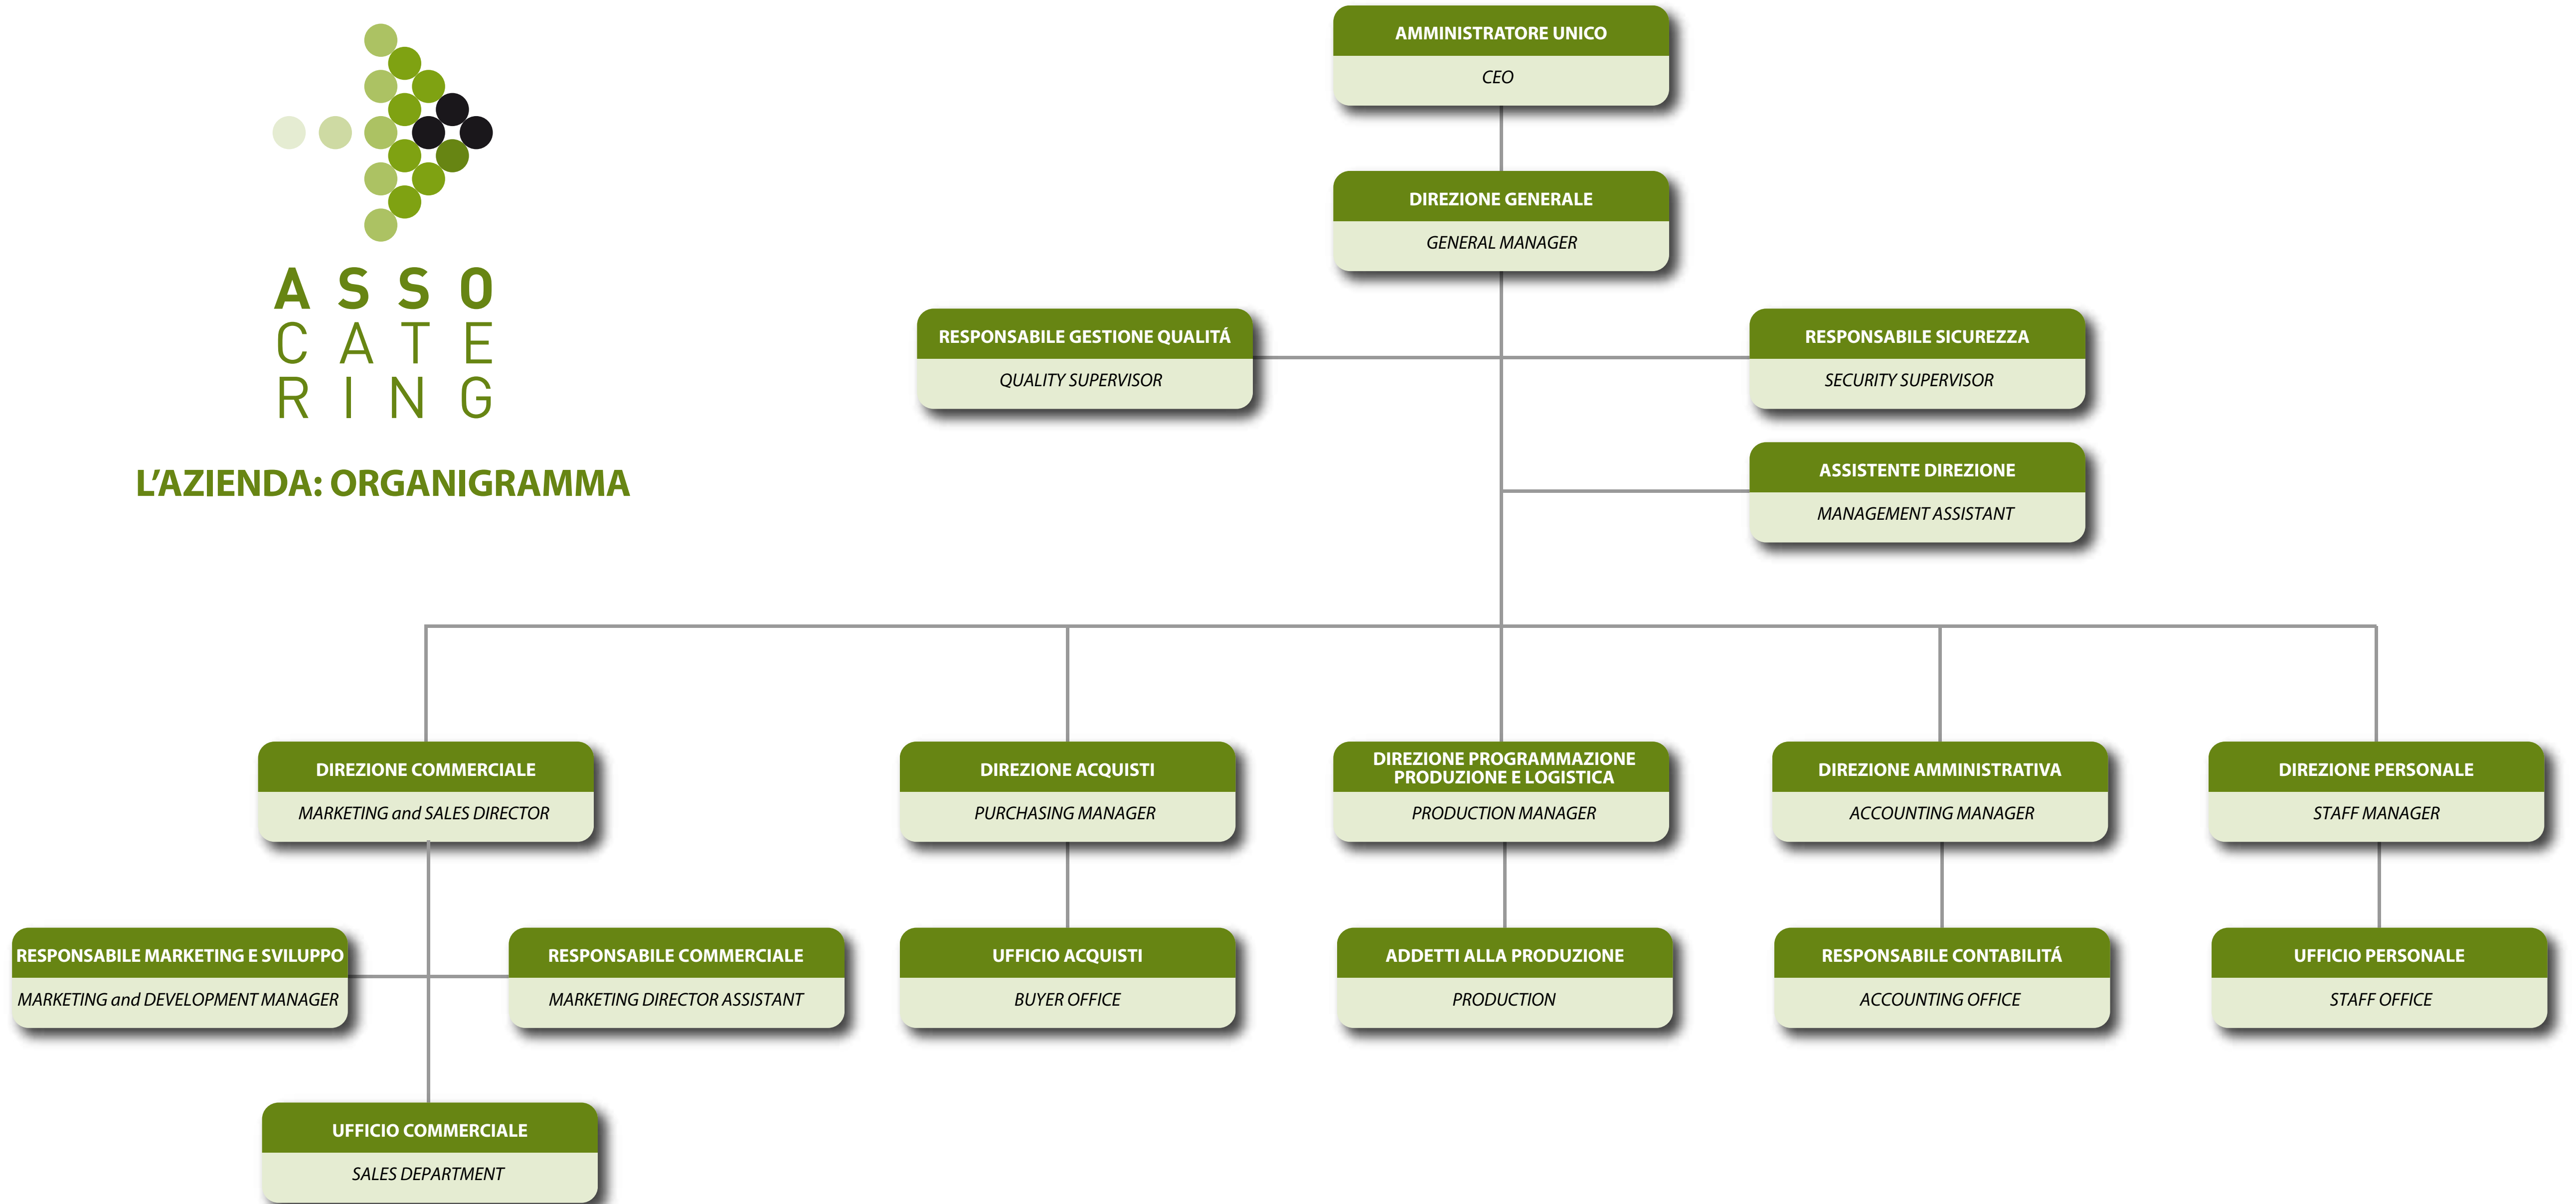 ASSO
CATE
RING
L’AZIENDA: ORGANIGRAMMA
AMMINISTRATORE UNICO
CEO
DIREZIONE GENERALE
GENERAL MANAGER
RESPONSABILE GESTIONE QUALITÁ
QUALITY SUPERVISOR
RESPONSABILE SICUREZZA
SECURITY SUPERVISOR
ASSISTENTE DIREZIONE
MANAGEMENT ASSISTANT
DIREZIONE COMMERCIALE
MARKETING and SALES DIRECTOR
DIREZIONE ACQUISTI
PURCHASING MANAGER
DIREZIONE PROGRAMMAZIONE
PRODUZIONE E LOGISTICA
PRODUCTION MANAGER
DIREZIONE AMMINISTRATIVA
ACCOUNTING MANAGER
DIREZIONE PERSONALE
STAFF MANAGER
RESPONSABILE MARKETING E SVILUPPO
MARKETING and DEVELOPMENT MANAGER
RESPONSABILE COMMERCIALE
MARKETING DIRECTOR ASSISTANT
UFFICIO ACQUISTI
BUYER OFFICE
ADDETTI ALLA PRODUZIONE
PRODUCTION
RESPONSABILE CONTABILITÁ
ACCOUNTING OFFICE
UFFICIO PERSONALE
STAFF OFFICE
UFFICIO COMMERCIALE
SALES DEPARTMENT